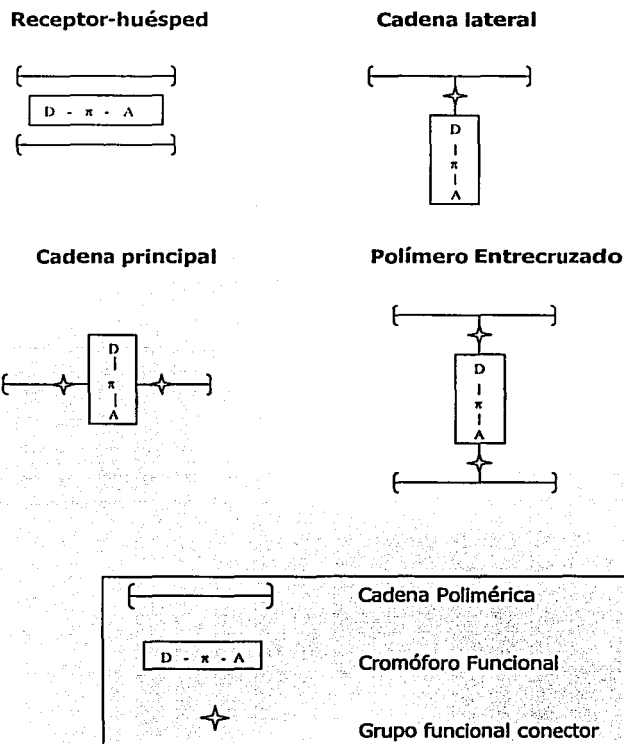 Receptor-huésped
Cadena lateral
D - π - A
D
|
π
|
A
Cadena principal
Polímero Entrecruzado
D
|
π
|
A
D
|
π
|
A
Cadena Polimérica
D - π - A
Cromóforo Funcional
Grupo funcional conector